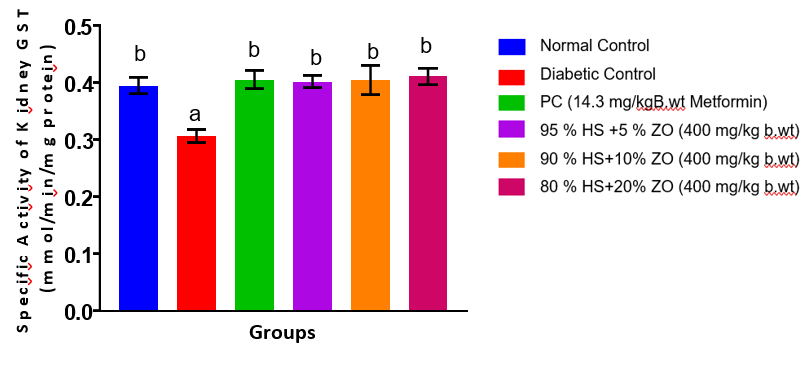 Specific Activity of Kidney GST
(mmol/min/mg protein)
0.5
0.4
0.3
0.2
0.1
0.0
b
a
b
b
b
b
Groups
Normal Control
Diabetic Control
PC (14.3 mg/kgB.wt Metformin)
95 % HS +5 % ZO (400 mg/kg b.wt)
90 % HS+10% ZO (400 mg/kg b.wt)
80 % HS+20% ZO (400 mg/kg b.wt)